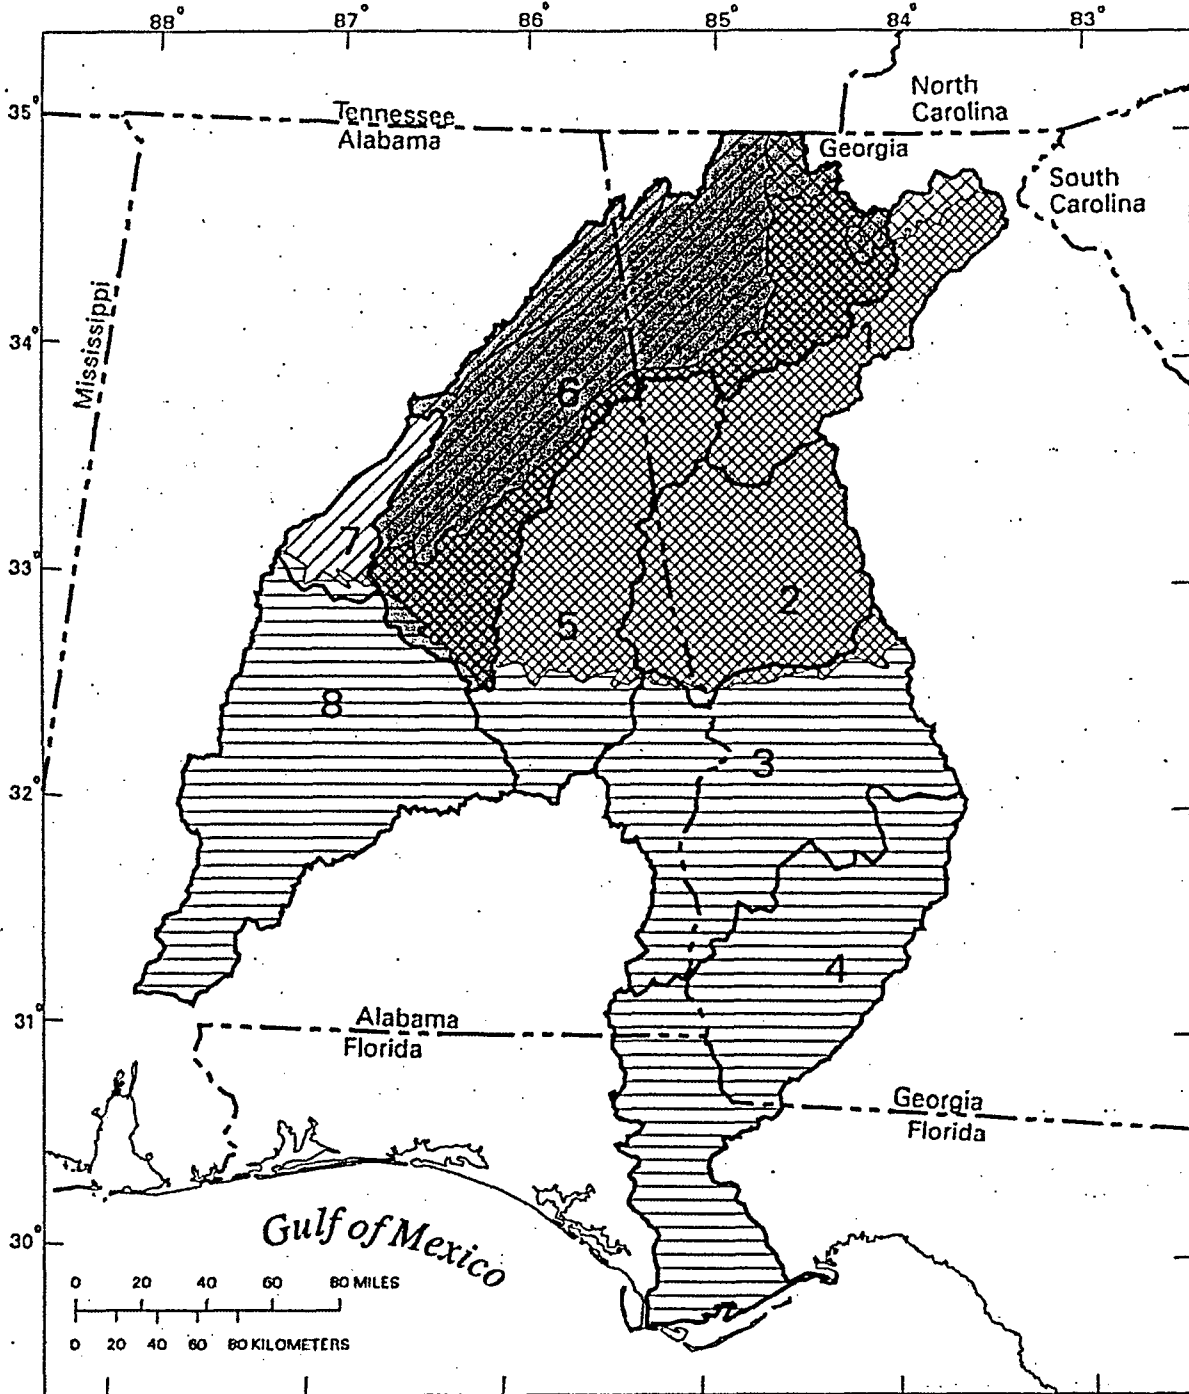 88° 87° 86° 85° 84° 83°
35°
Tennessee
Alabama
North
Carolina
Georgia
South
Carolina
Mississippi
34°
1
6
7
33°
5
2
8
3
32°
4
31°
Alabama
Florida
Georgia
Florida
30°
Gulf of Mexico
0 20 40 60 80 MILES
0 20 40 60 80 KILOMETERS